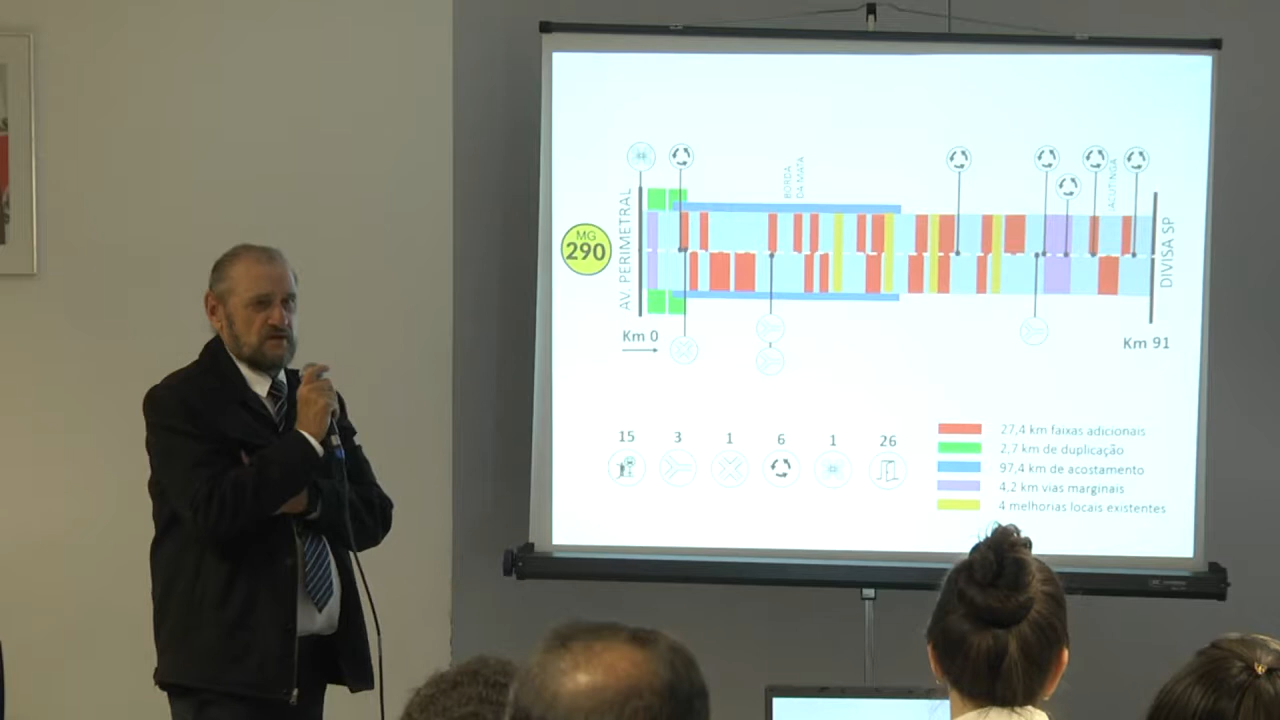 BORDA
DA MATA
JACUTINGA
MG
290
AV. PERIMETRAL
DIVISA SP
Km 0
Km 91
15 3 1 6 1 26
27,4 km faixas adicionais
2,7 km de duplicação
97,4 km de acostamento
4,2 km vias marginais
4 melhorias locais existentes